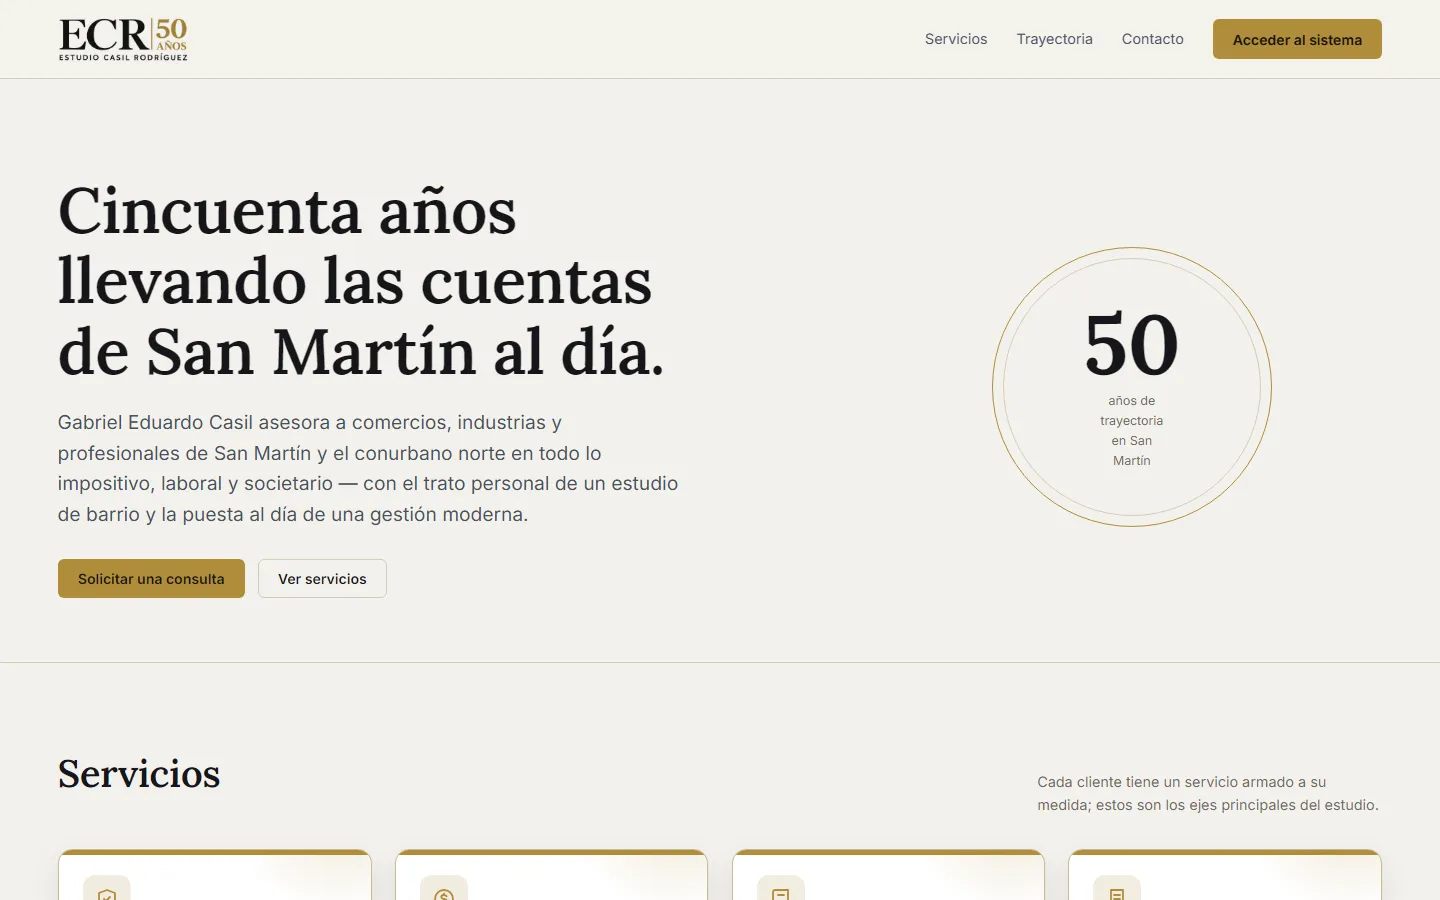 ECR 50 AÑOS
ESTUDIO CASIL RODRÍGUEZ
Servicios
Trayectoria
Contacto
Acceder al sistema
Cincuenta años
llevando las cuentas
de San Martín al día.
Gabriel Eduardo Casil asesora a comercios, industrias y
profesionales de San Martín y el conurbano norte en todo lo
impositivo, laboral y societario — con el trato personal de un estudio
de barrio y la puesta al día de una gestión moderna.
Solicitar una consulta
Ver servicios
50
años de
trayectoria
en San
Martín
Servicios
Cada cliente tiene un servicio armado a su
medida; estos son los ejes principales del estudio.